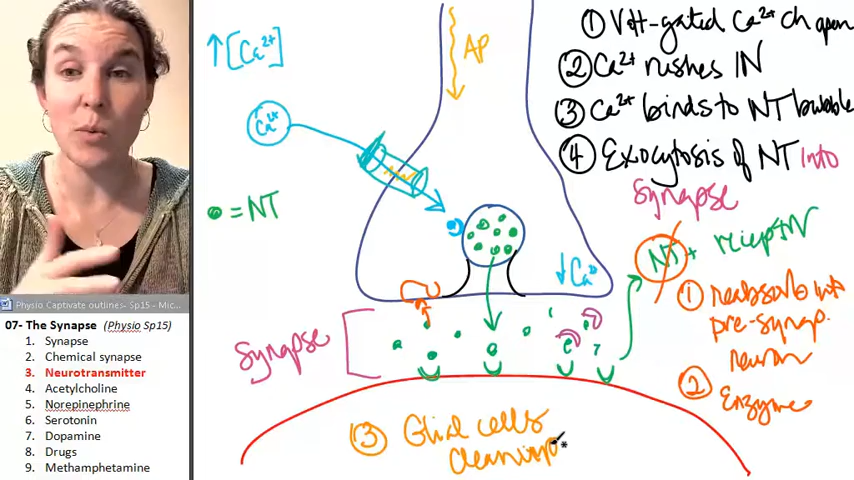 ↑[Ca²⁺]
AP
Ca²⁺
● = NT
↓Ca²⁺
Synapse
① V-gated Ca²⁺ ch open
② Ca²⁺ rushes IN
③ Ca²⁺ binds to NT bubble
④ Exocytosis of NT into
Synapse
NT + receptor
① Reabsorb into
pre-synap.
neuron
② Enzyme
③ Glial cells
Physio Captivate outlines- Sp15 - Mic...
07- The Synapse (Physio Sp15)
1. Synapse
2. Chemical synapse
3. Neurotransmitter
4. Acetylcholine
5. Norepinephrine
6. Serotonin
7. Dopamine
8. Drugs
9. Methamphetamine